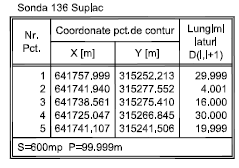 Sonda 136 Suplac
Nr. Pct. Coordonate pct.de contur Lungimi laturi D(i,i+1)
X [m] Y [m]
1 641757,999 315252,213 29,999
2 641741,940 315277,552 4,001
3 641738.561 315275.410 16.000
4 641725.047 315266.845 30.000
5 641741,107 315241,506 19,999
S=600mp P=99.999m